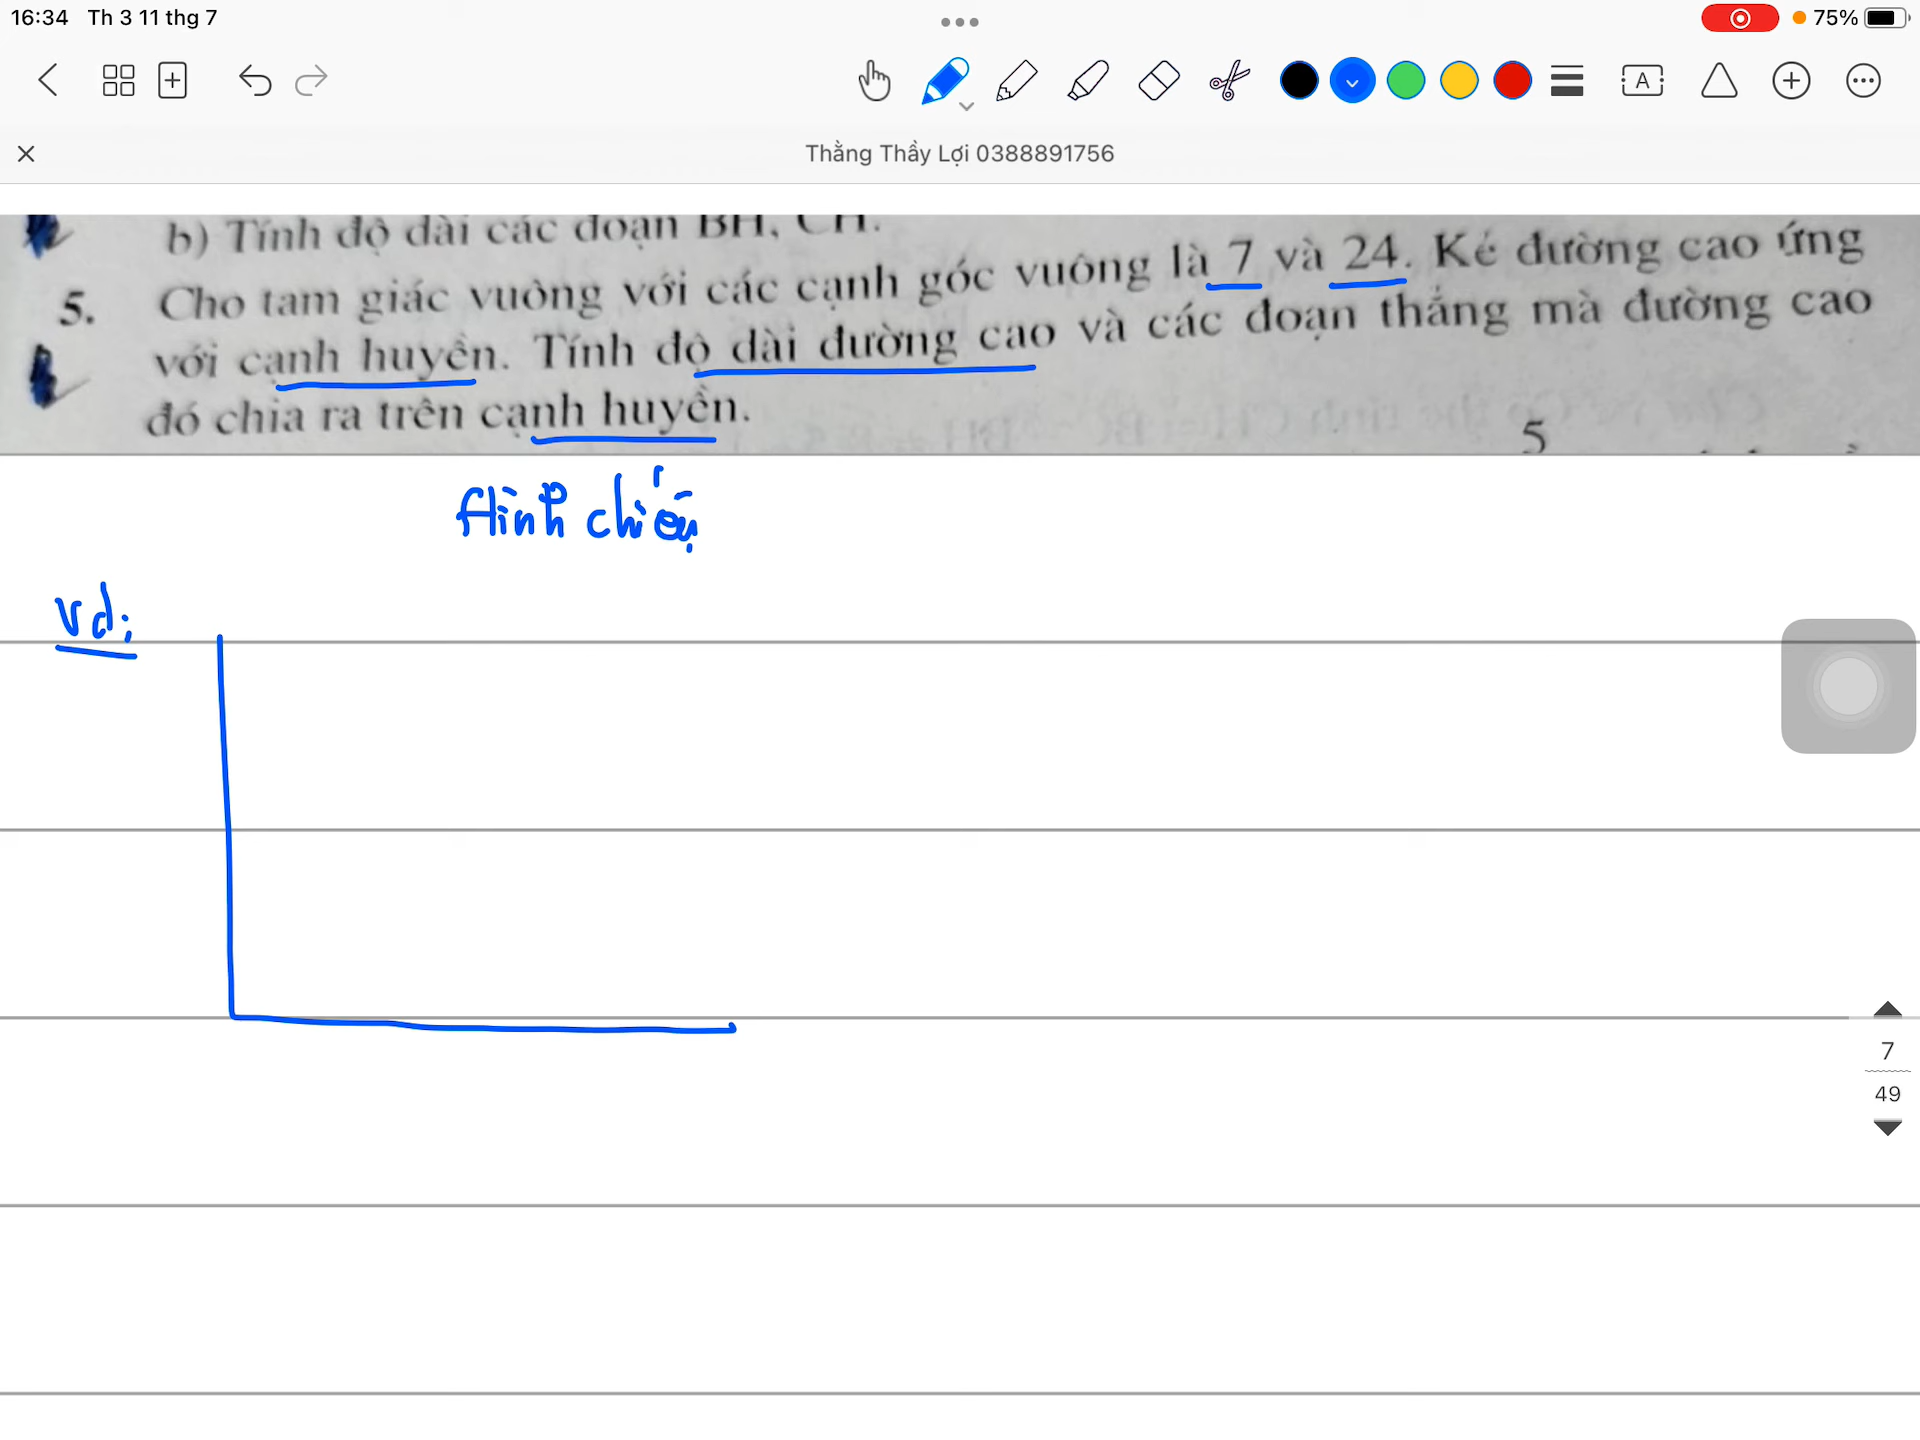 16:34 Th 3 11 thg 7
75%
A
Thằng Thầy Lợi 0388891756
b) Tính độ dài các đoạn BH, CH.
5. Cho tam giác vuông với các cạnh góc vuông là 7 và 24. Kẻ đường cao ứng
với cạnh huyền. Tính độ dài đường cao và các đoạn thẳng mà đường cao
đó chia ra trên cạnh huyền.
5
Hình chiếu
Vd:
7
49